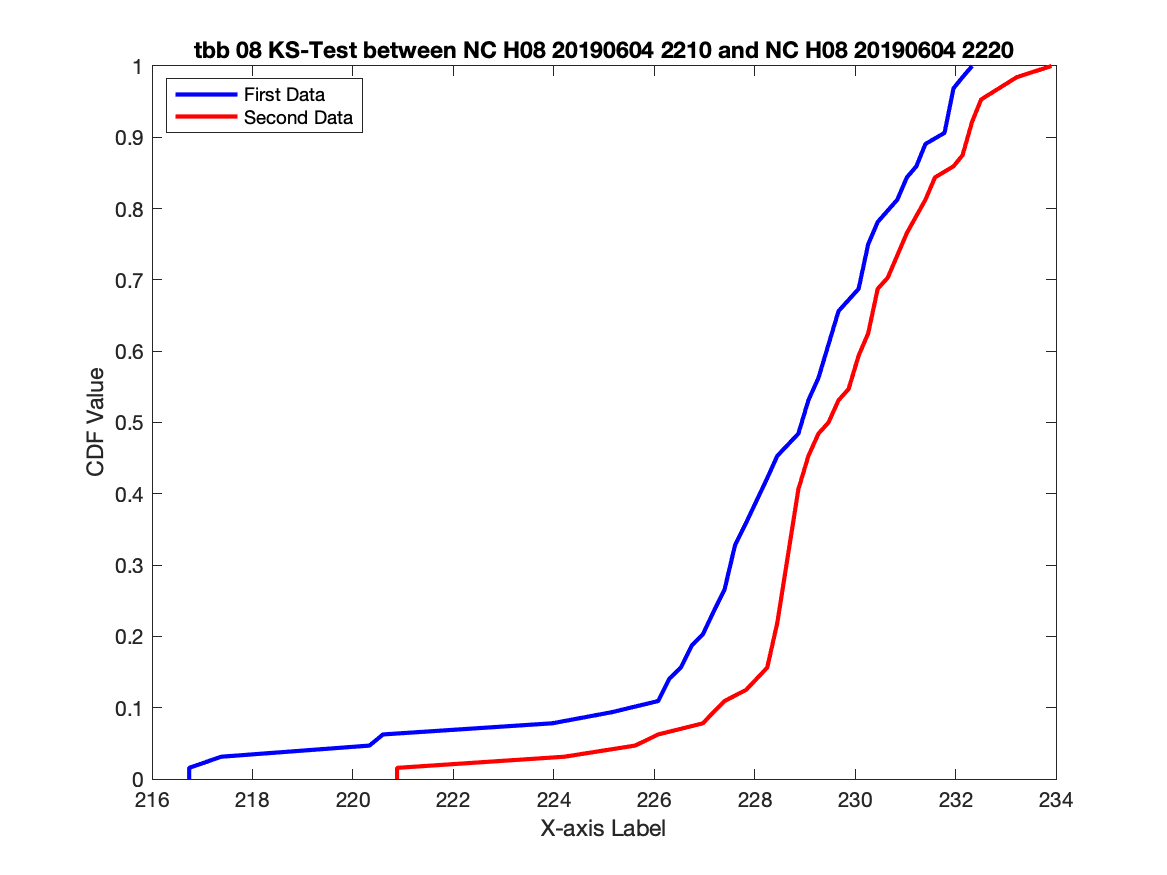 tbb 08 KS-Test between NC H08 20190604 2210 and NC H08 20190604 2220
First Data
Second Data
CDF Value
1
0.9
0.8
0.7
0.6
0.5
0.4
0.3
0.2
0.1
0
216 218 220 222 224 226 228 230 232 234
X-axis Label